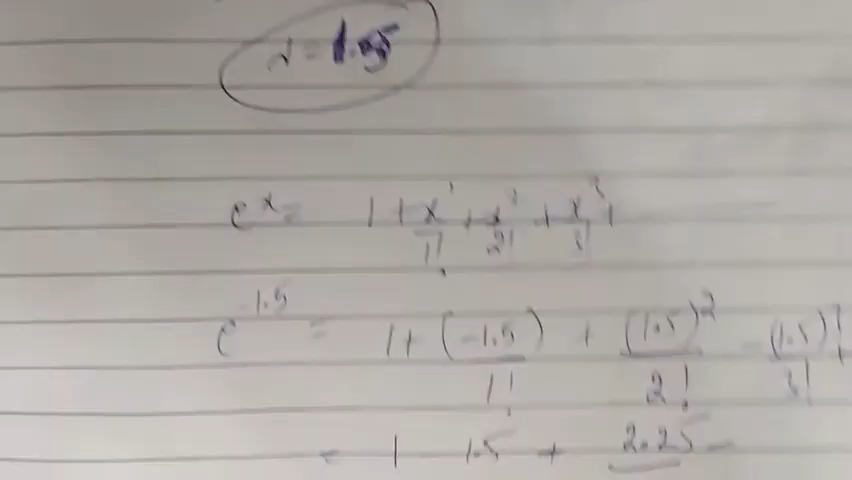 λ = 1.5
e^x = 1 + x^1/1! + x^2/2! + x^3/3! +
e^-1.5 = 1 + (-1.5)/1! + (1.5)^2/2! - (1.5)^3/3!
= 1 1.5 + 2.25 -